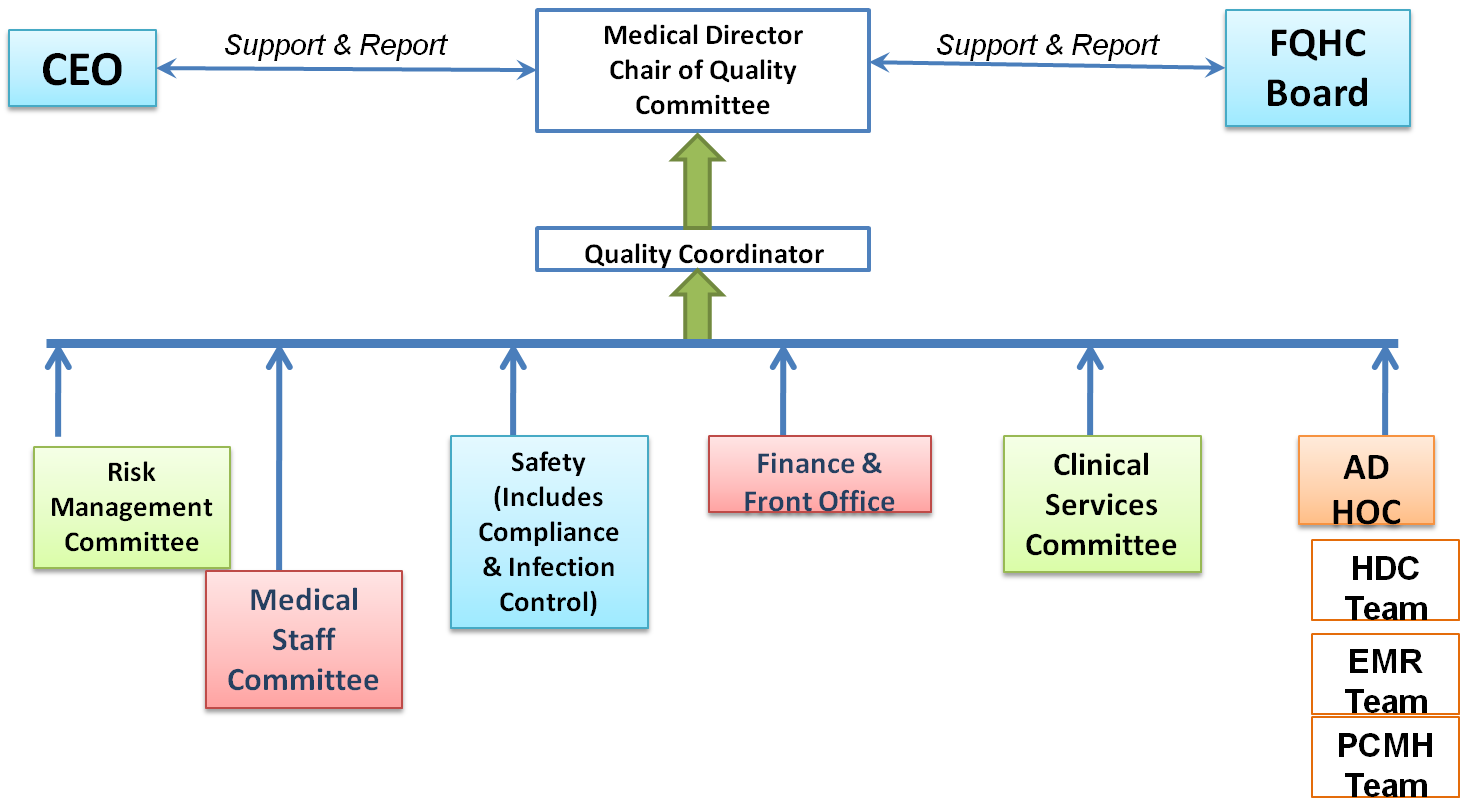 CEO
Support & Report
Medical Director
Chair of Quality
Committee
Support & Report
FQHC
Board
Quality Coordinator
Risk
Management
Committee
Medical
Staff
Committee
Safety
(Includes
Compliance
& Infection
Control)
Finance &
Front Office
Clinical
Services
Committee
AD
HOC
HDC
Team
EMR
Team
PCMH
Team